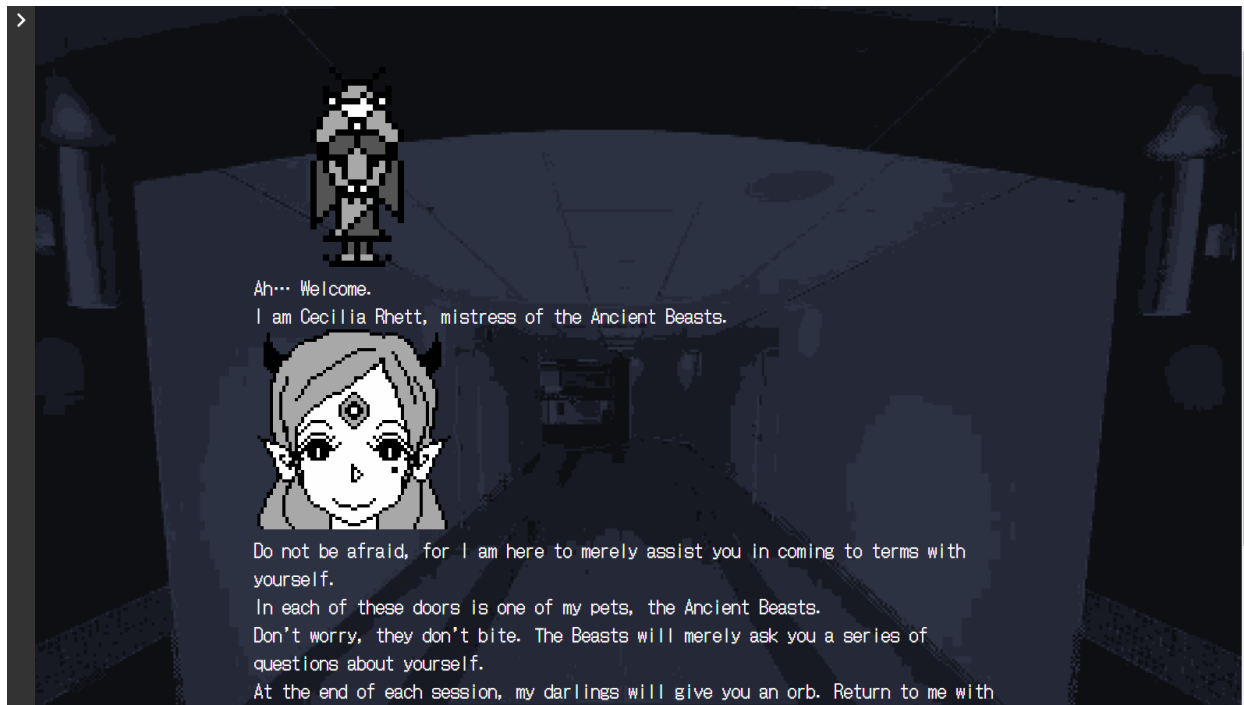 Ah… Welcome.
I am Cecilia Rhett, mistress of the Ancient Beasts.
Do not be afraid, for I am here to merely assist you in coming to terms with
yourself.
In each of these doors is one of my pets, the Ancient Beasts.
Don't worry, they don't bite. The Beasts will merely ask you a series of
questions about yourself.
At the end of each session, my darlings will give you an orb. Return to me with